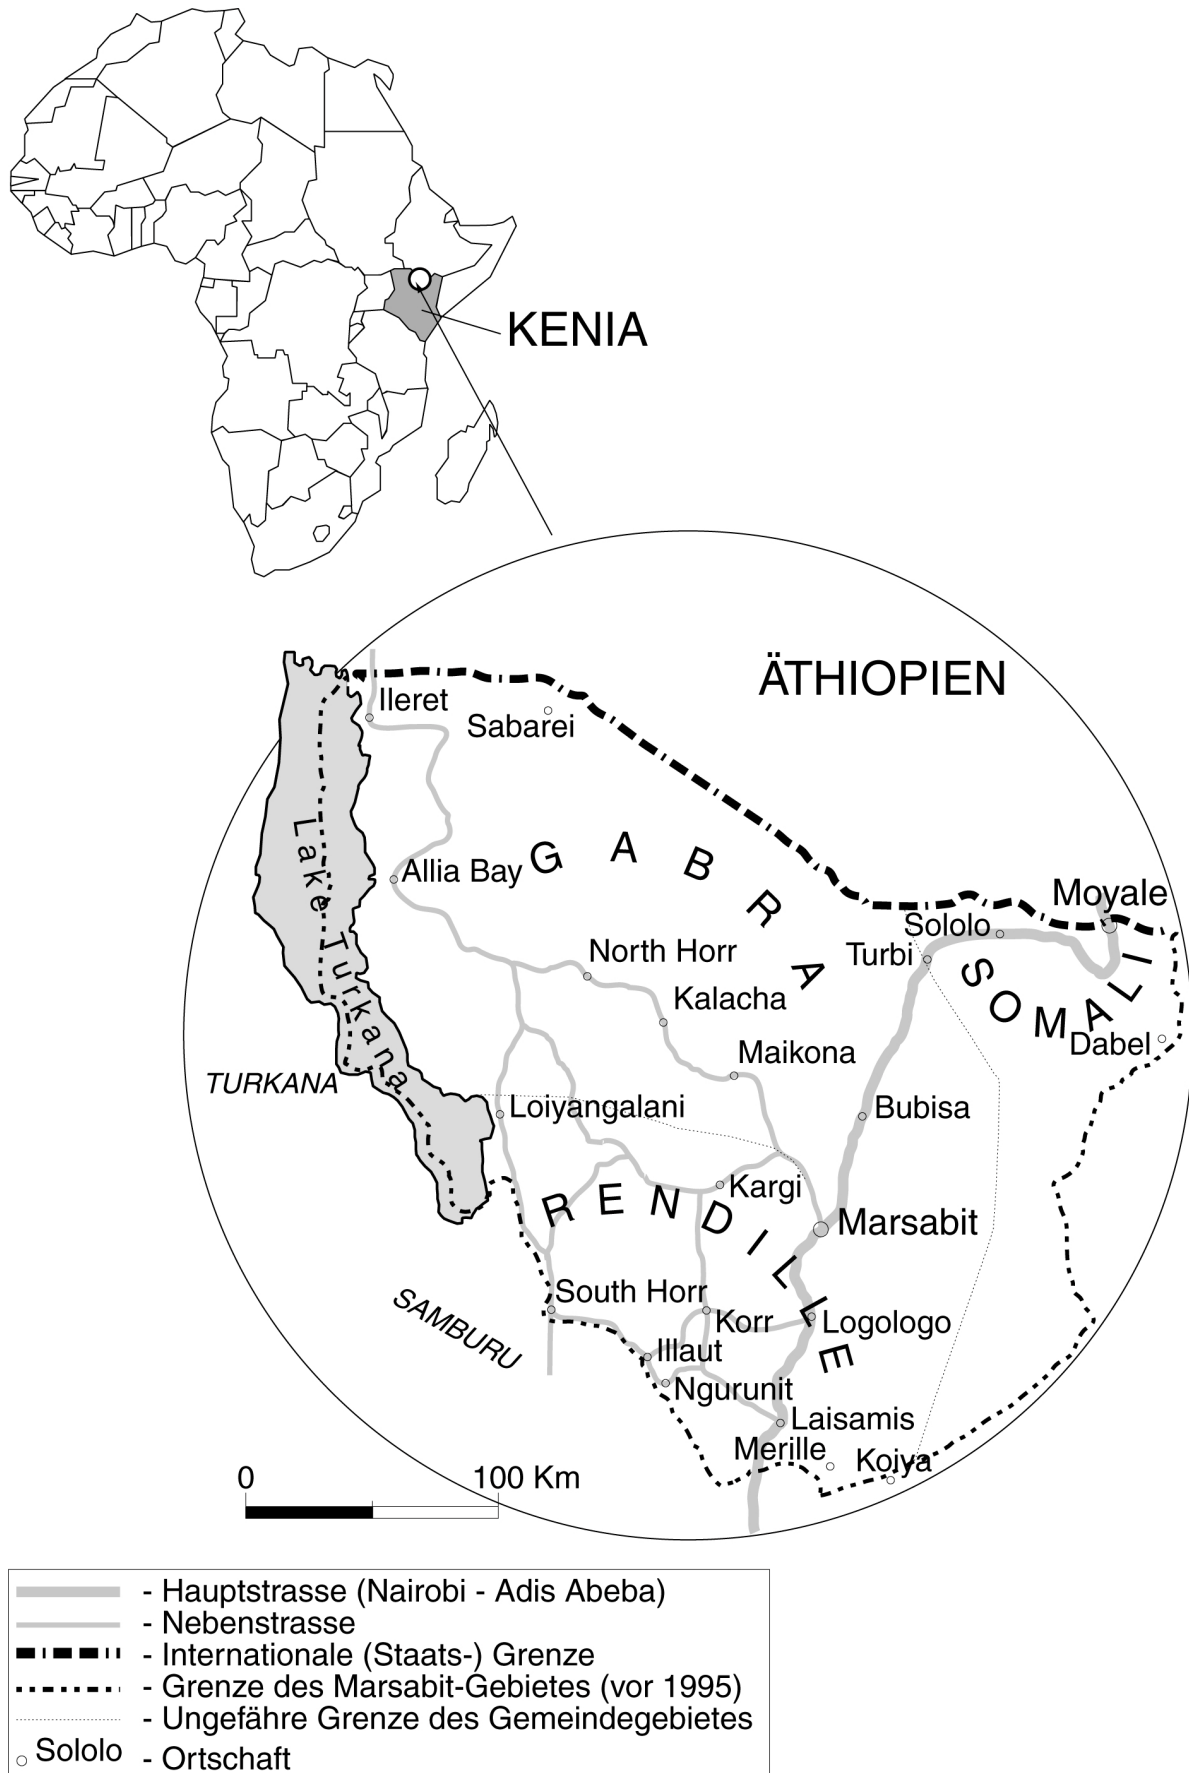 KENIA
ÄTHIOPIEN
Ileret
Sabarei
Lake Turkana
Allia Bay
GABRA
Moyale
Sololo
Turbi
North Horr
SOMALI
Kalacha
Dabel
Maikona
TURKANA
Loiyangalani
Bubisa
Kargi
RENDILLE
Marsabit
South Horr
SAMBURU
Korr
Logologo
Illaut
Ngurunit
Laisamis
Merille
Koiya
0 100 Km
- Hauptstrasse (Nairobi - Adis Abeba)
- Nebenstrasse
- Internationale (Staats-) Grenze
- Grenze des Marsabit-Gebietes (vor 1995)
- Ungefähre Grenze des Gemeindegebietes
Sololo - Ortschaft